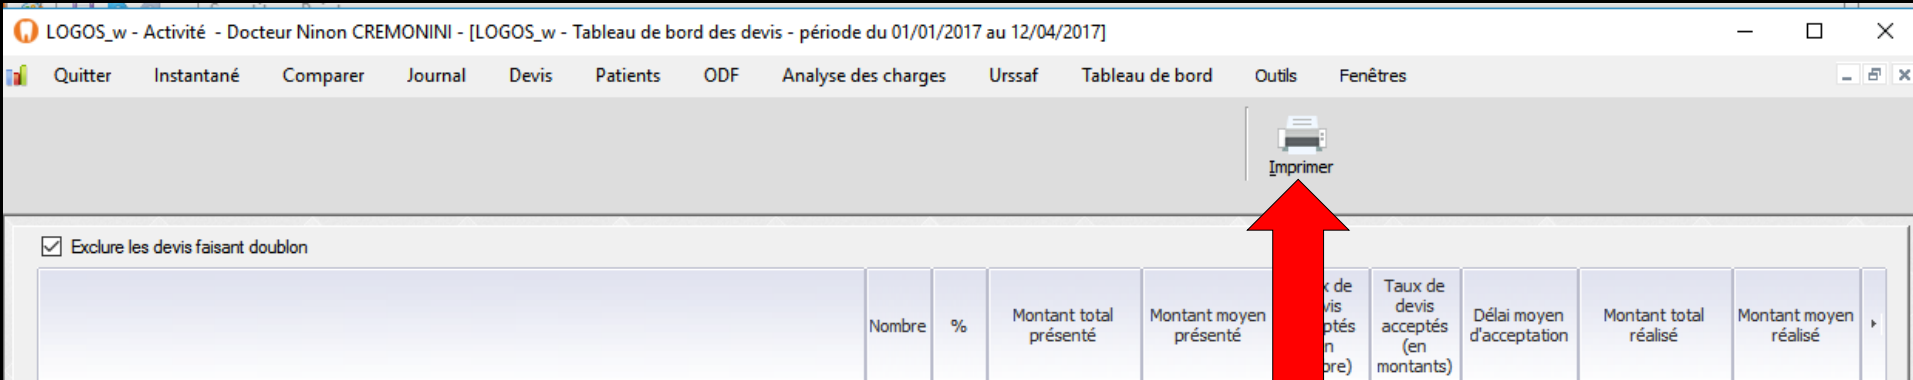 LOGOS_w - Activité - Docteur Ninon CREMONINI - [LOGOS_w - Tableau de bord des devis - période du 01/01/2017 au 12/04/2017]
Quitter Instantané Comparer Journal Devis Patients ODF Analyse des charges Urssaf Tableau de bord Outils Fenêtres
Imprimer
Exclure les devis faisant doublon
Nombre
%
Montant total
présenté
Montant moyen
présenté
de
Taux de
devis
acceptés
(en
montants)
Délai moyen
d'acceptation
Montant total
réalisé
Montant moyen
réalisé